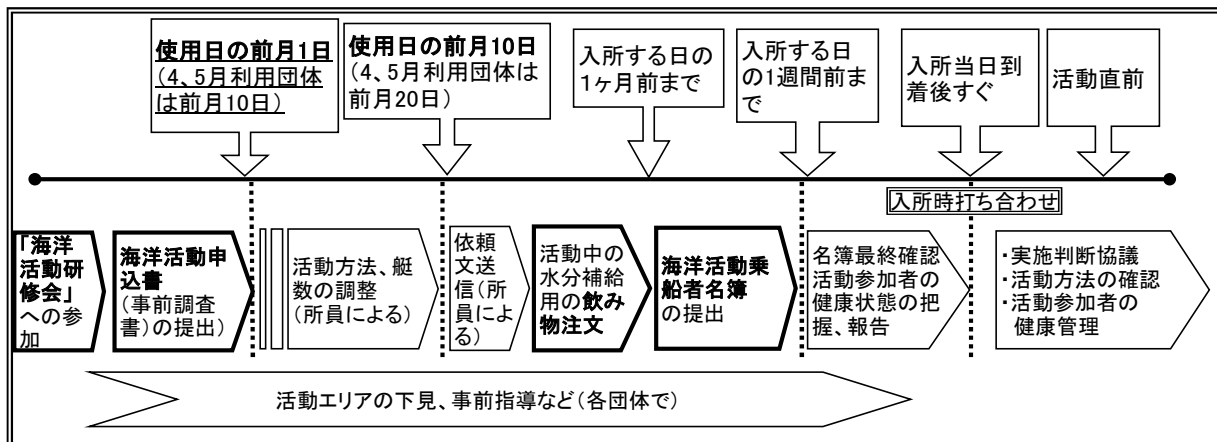 使用日の前月1日
(4、5月利用団体
は前月10日)
使用日の前月10日
(4、5月利用団体は
前月20日)
入所する日の
1ヶ月前まで
入所する
日の1週間前ま
で
入所当日到
着後すぐ
活動直前
入所時打ち合わせ
「海洋
活動研
修会」
への参
加
海洋活動申
込書
(事前調査
書)の提出)
活動方法、艇
数の調整
(所員による)
依頼
文送
信(所
員によ
る)
活動中の
水分補給
用の飲み
物注文
海洋活動乗
船者名簿
の提出
名簿最終確認
活動参加者の
健康状態の把
握、報告
・実施判断協議
・活動方法の確認
・活動参加者の
健康管理
活動エリアの下見、事前指導など(各団体で)